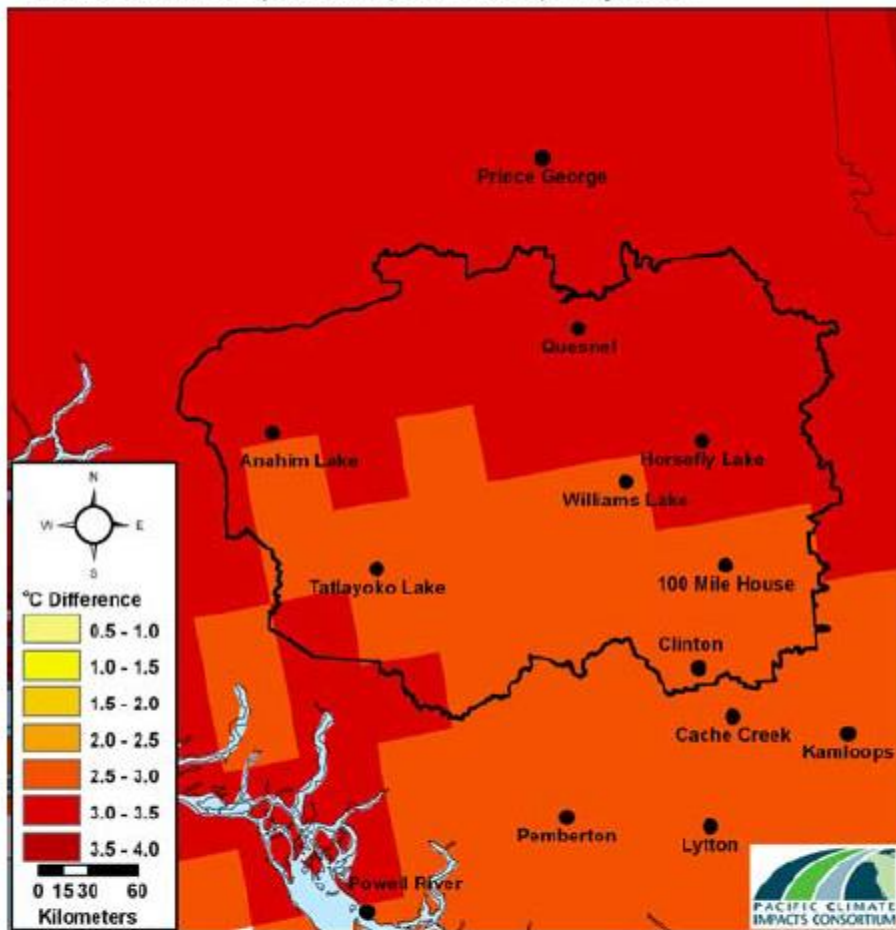 Prince George
Quesnel
Anahim Lake
Horsefly Lake
Williams Lake
Tatlayoko Lake
100 Mile House
Clinton
Cache Creek
Kamloops
Pemberton
Lytton
Powell River
N
W
E
S
°C Difference
0.5 - 1.0
1.0 - 1.5
1.5 - 2.0
2.0 - 2.5
2.5 - 3.0
3.0 - 3.5
3.5 - 4.0
0 15 30 60
Kilometers
PACIFIC CLIMATE
IMPACTS CONSORTIUM